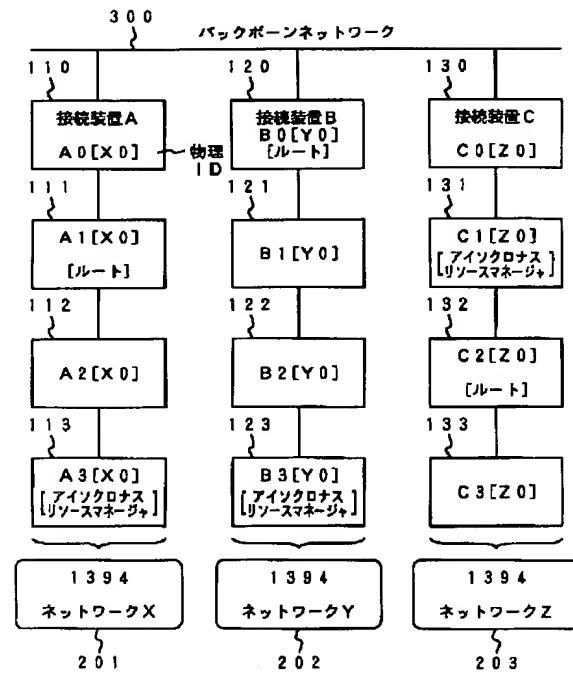 300
バックボーンネットワーク
110 120 130
接続装置A
A0[X0]
物理
ID
接続装置B
B0[Y0]
[ルート]
接続装置C
C0[Z0]
111 121 131
A1[X0]
[ルート]
B1[Y0]
C1[Z0]
[アイソクロナス
リソースマネージャ]
112 122 132
A2[X0]
B2[Y0]
C2[Z0]
[ルート]
113 123 133
A3[X0]
[アイソクロナス
リソースマネージャ]
B3[Y0]
[アイソクロナス
リソースマネージャ]
C3[Z0]
1394
ネットワークX
1394
ネットワークY
1394
ネットワークZ
201 202 203